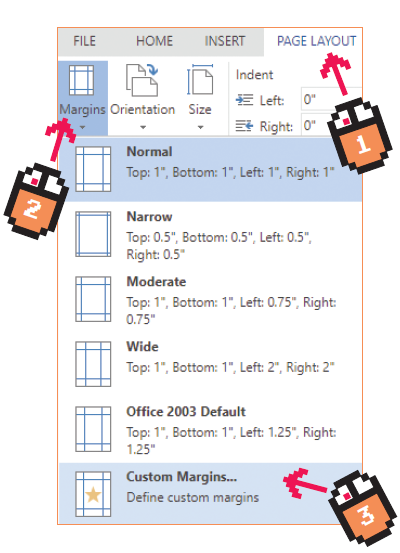 FILE HOME INSERT PAGE LAYOUT
Indent
Margins Orientation Size
Left: 0"
Right: 0"
1
2
Normal
Top: 1", Bottom: 1", Left: 1", Right: 1"
Narrow
Top: 0.5", Bottom: 0.5", Left: 0.5",
Right: 0.5"
Moderate
Top: 1", Bottom: 1", Left: 0.75", Right:
0.75"
Wide
Top: 1", Bottom: 1", Left: 2", Right: 2"
Office 2003 Default
Top: 1", Bottom: 1", Left: 1.25", Right:
1.25"
Custom Margins...
Define custom margins
3